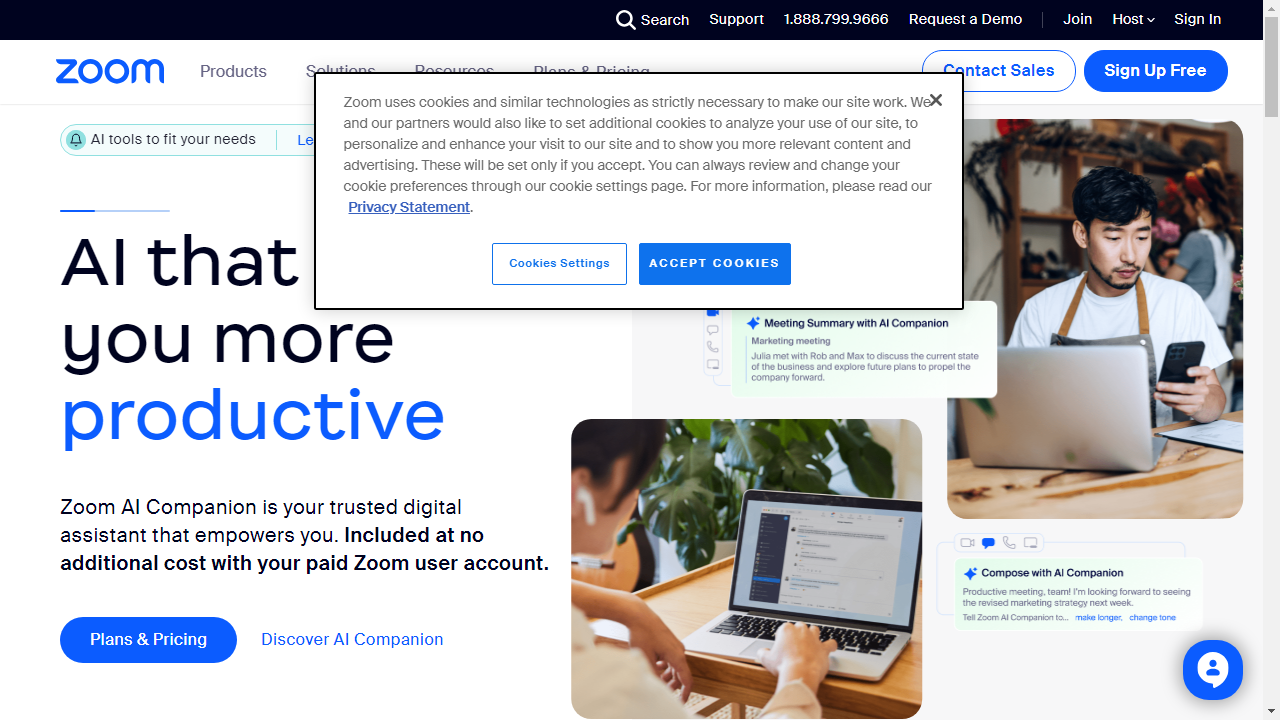 Search Support 1.888.799.9666 Request a Demo Join Host Sign In
zoom Products Solutions Resources Plans & Pricing Contact Sales Sign Up Free
Zoom uses cookies and similar technologies as strictly necessary to make our site work. We
and our partners would also like to set additional cookies to analyze your use of our site, to
personalize and enhance your visit to our site and to show you more relevant content and
advertising. These will be set only if you accept. You can always review and change your
cookie preferences through our cookie settings page. For more information, please read our
Privacy Statement.
Cookies Settings ACCEPT COOKIES
AI tools to fit your needs
AI that
you more
productive
Zoom AI Companion is your trusted digital
assistant that empowers you. Included at no
additional cost with your paid Zoom user account.
Plans & Pricing Discover AI Companion
Meeting Summary with AI Companion
Marketing meeting
Julia met with Rob and Max to discuss the current state
of the business and explore future plans to propel the
company forward.
Compose with AI Companion
Productive meeting, team! I'm looking forward to seeing
the revised marketing strategy next week.
Tell Zoom AI Companion to... make longer, change tone